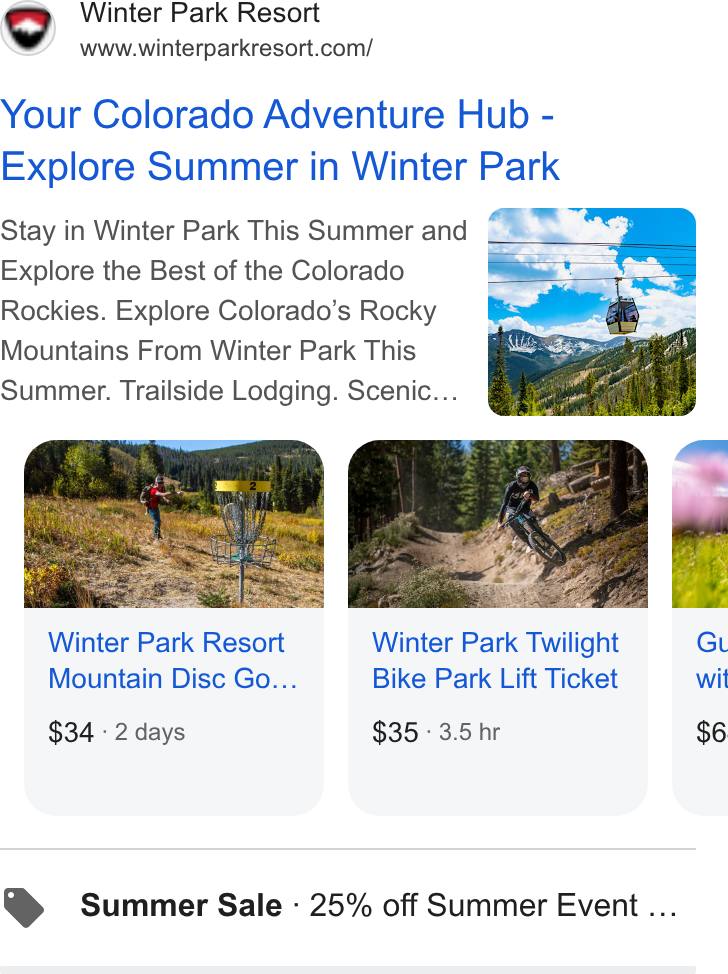 Winter Park Resort
www.winterparkresort.com/
Your Colorado Adventure Hub -
Explore Summer in Winter Park
Stay in Winter Park This Summer and
Explore the Best of the Colorado
Rockies. Explore Colorado’s Rocky
Mountains From Winter Park This
Summer. Trailside Lodging. Scenic…
2
Winter Park Resort
Mountain Disc Go…
$34 · 2 days
Winter Park Twilight
Bike Park Lift Ticket
$35 · 3.5 hr
Summer Sale · 25% off Summer Event …